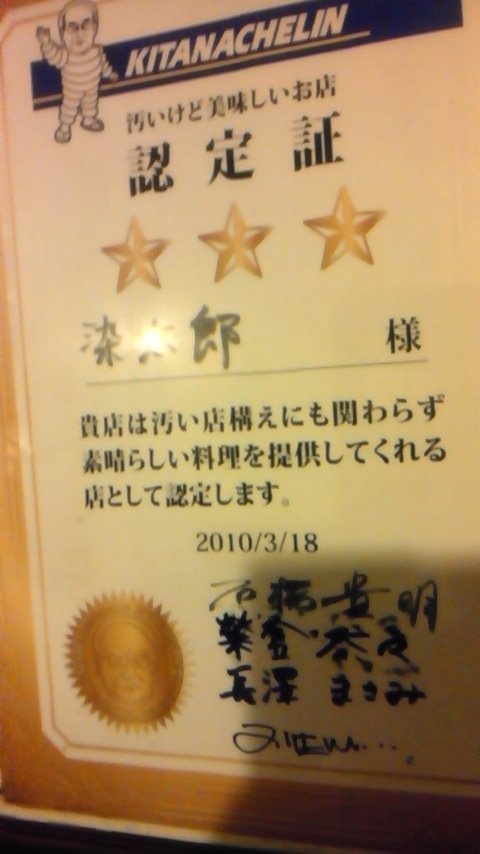 KITANACHELIN
汚いけど美味しいお店
認定証
染太郎 様
貴店は汚い店構えにも関わらず
素晴らしい料理を提供してくれる
店として認定します。
2010/3/18
石橋貴明
長澤 まさみ